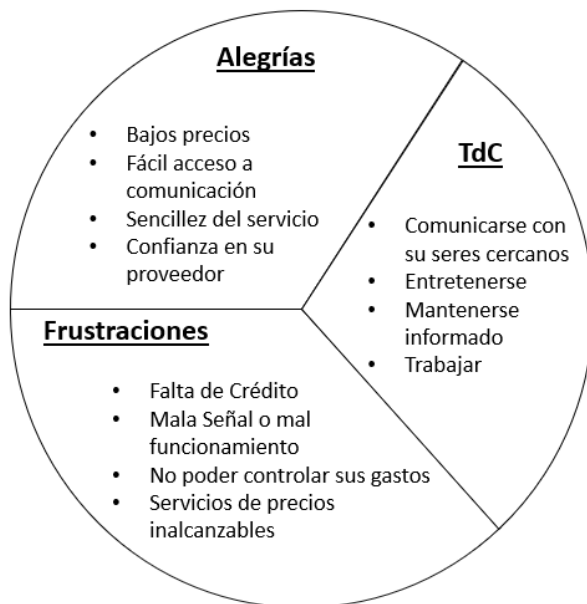 Alegrías
• Bajos precios
• Fácil acceso a
comunicación
• Sencillez del servicio
• Confianza en su
proveedor
TdC
• Comunicarse con
su seres cercanos
• Entretenerse
• Mantenerse
informado
• Trabajar
Frustraciones
• Falta de Crédito
• Mala Señal o mal
funcionamiento
• No poder controlar sus gastos
• Servicios de precios
inalcanzables